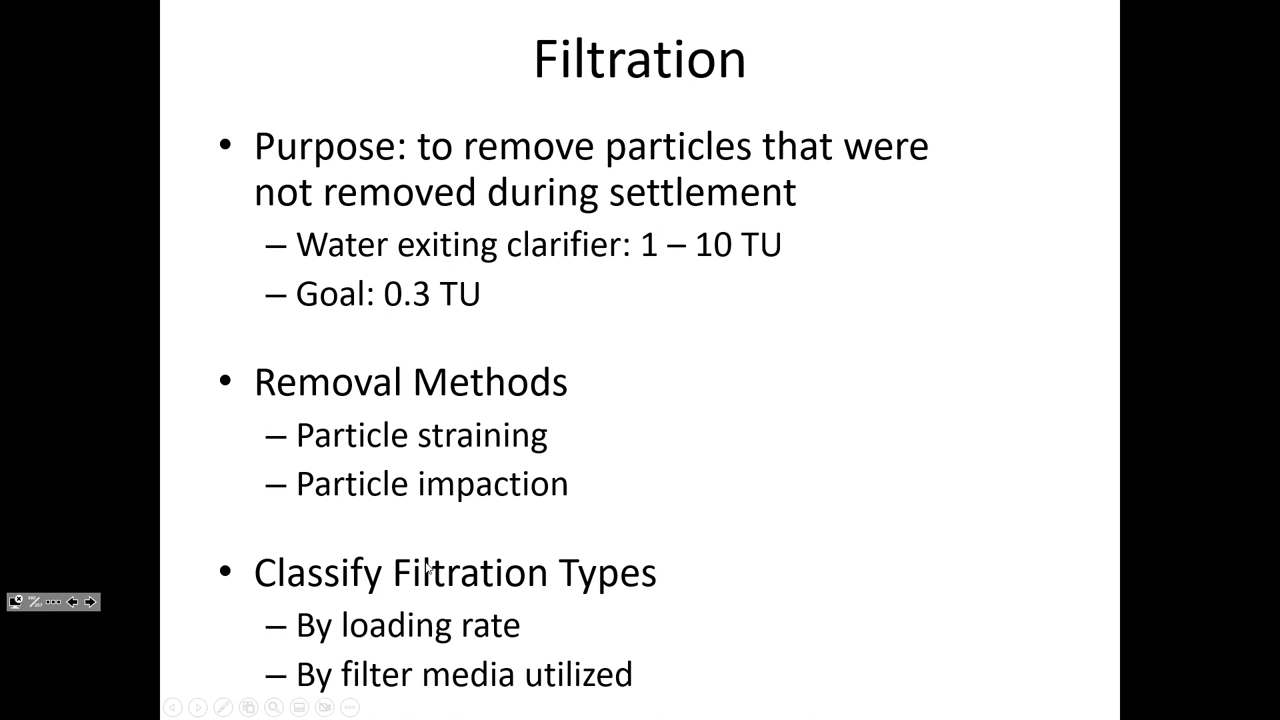 Filtration
• Purpose: to remove particles that were
not removed during settlement
– Water exiting clarifier: 1 – 10 TU
– Goal: 0.3 TU
• Removal Methods
– Particle straining
– Particle impaction
• Classify Filtration Types
– By loading rate
– By filter media utilized